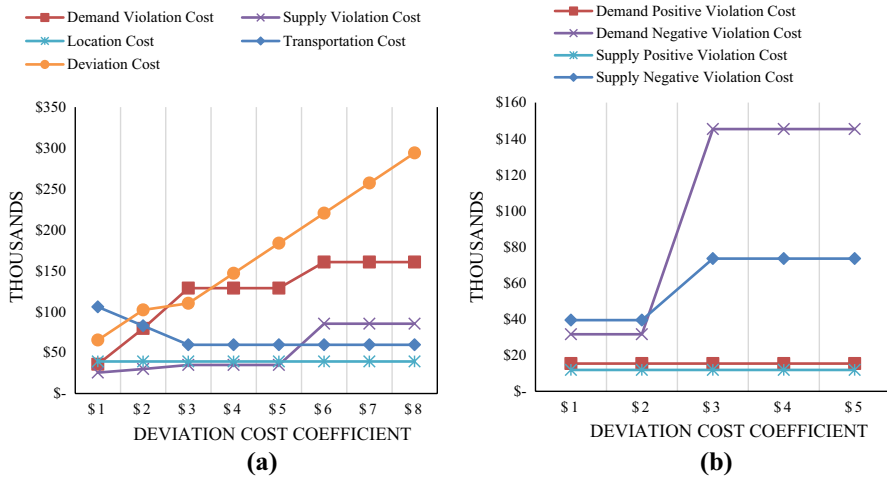 Demand Violation Cost
Supply Violation Cost
Location Cost
Transportation Cost
Deviation Cost
$350
$300
$250
$200
$150
$100
$50
$-
THOUSANDS
$ 1 $ 2 $ 3 $ 4 $ 5 $ 6 $ 7 $ 8
DEVIATION COST COEFFICIENT
(a)
Demand Positive Violation Cost
Demand Negative Violation Cost
Supply Positive Violation Cost
Supply Negative Violation Cost
$160
$140
$120
$100
$80
$60
$40
$20
$-
THOUSANDS
$ 1 $ 2 $ 3 $ 4 $ 5
DEVIATION COST COEFFICIENT
(b)